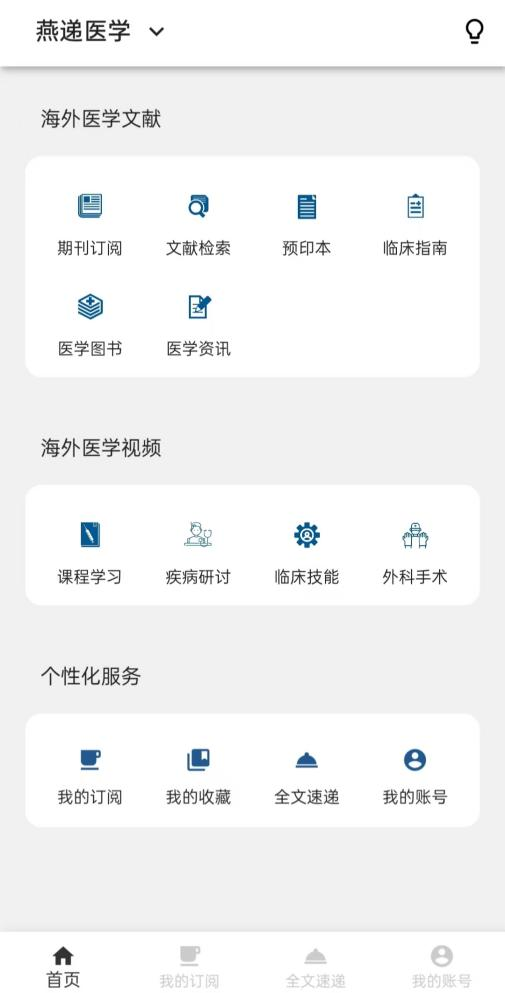 燕递医学
海外医学文献
期刊订阅 文献检索 预印本 临床指南
医学图书 医学资讯
海外医学视频
课程学习 疾病研讨 临床技能 外科手术
个性化服务
我的订阅 我的收藏 全文速递 我的账号
首页 我的订阅 全文速递 我的账号